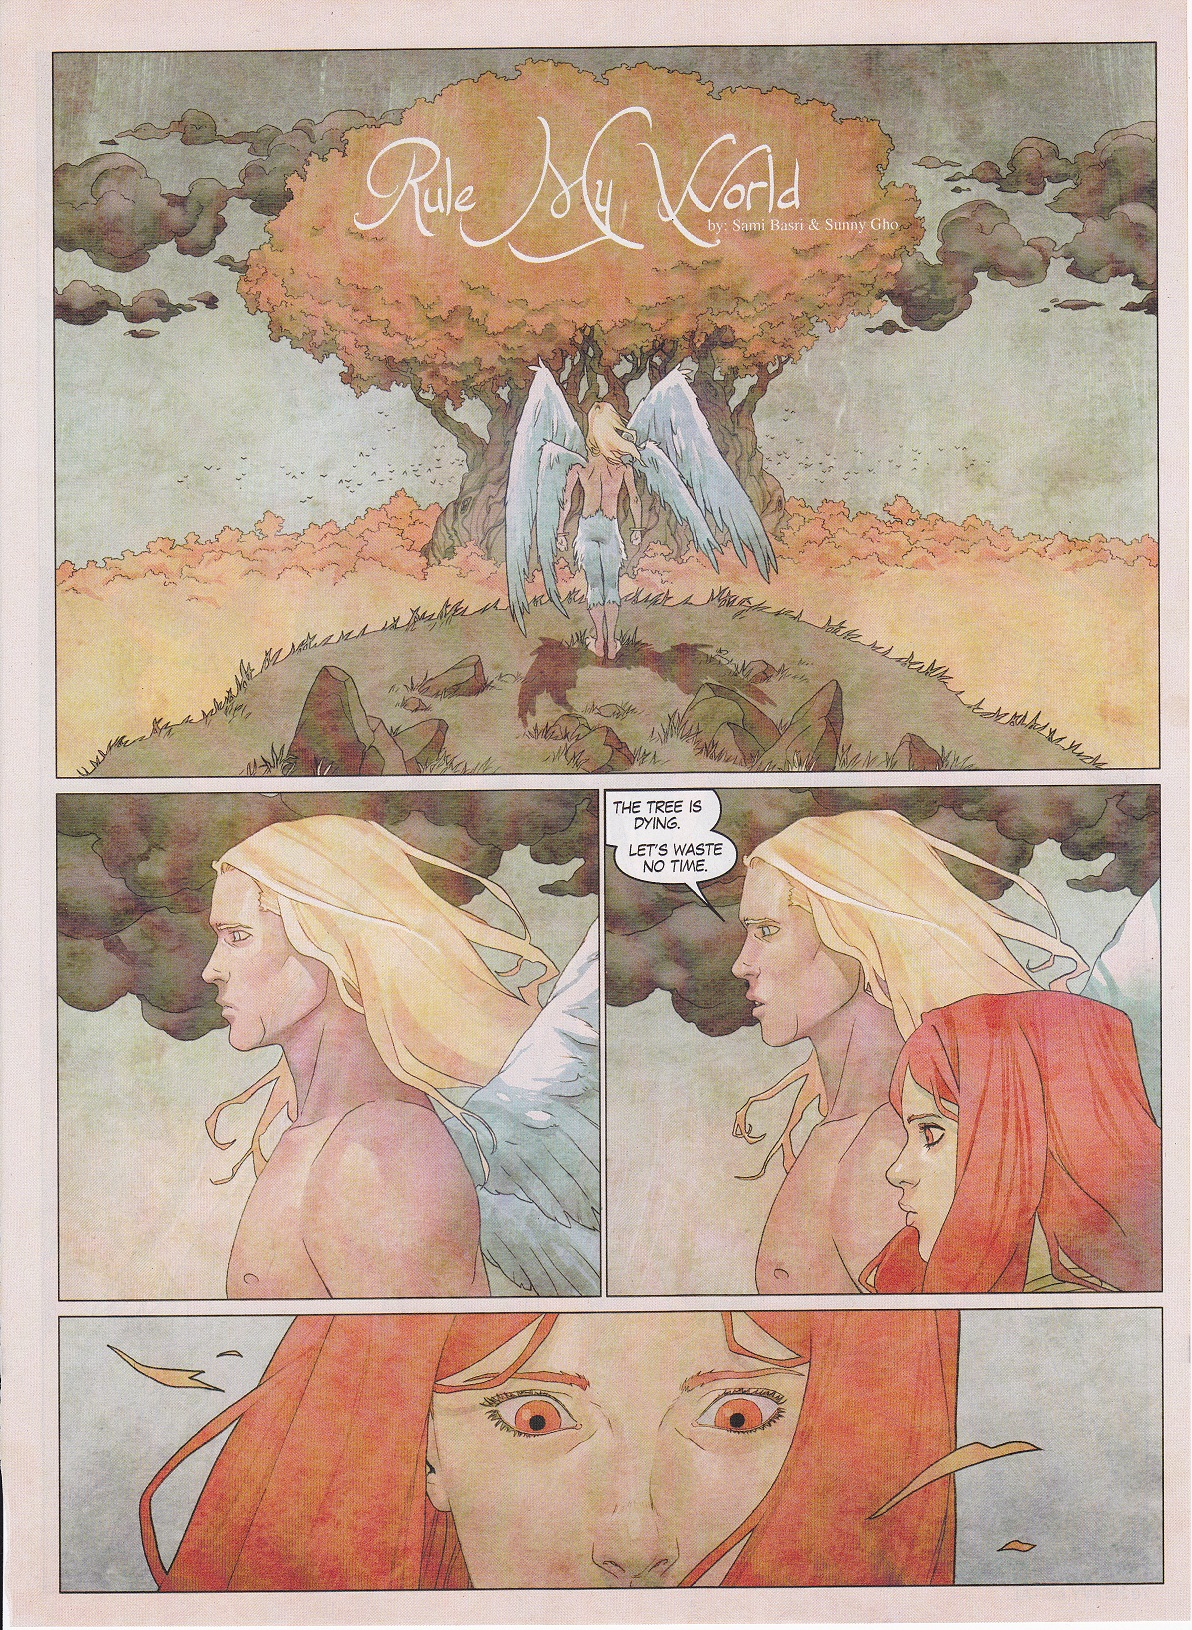 Rule My World
by: Sami Basri & Sunny Gho
THE TREE IS
DYING.
LET'S WASTE
NO TIME.